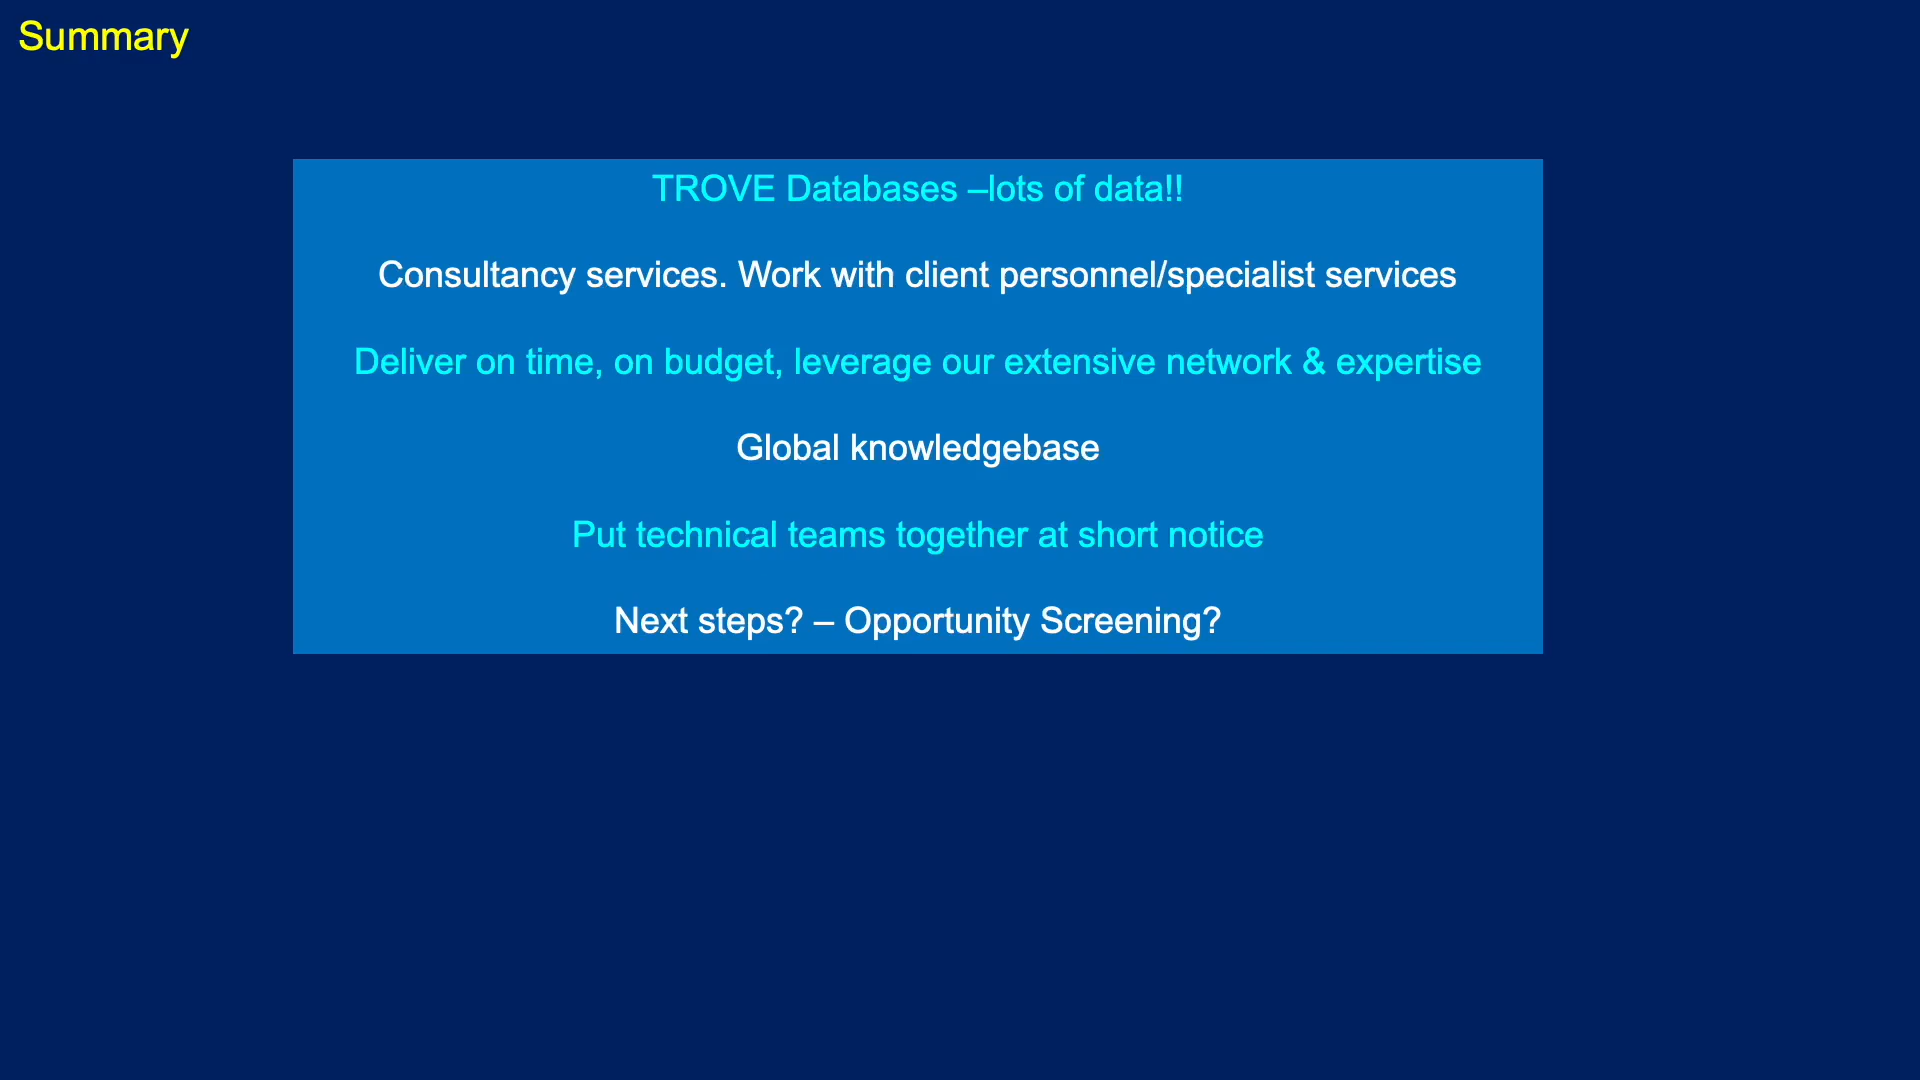 Summary
TROVE Databases –lots of data!!
Consultancy services. Work with client personnel/specialist services
Deliver on time, on budget, leverage our extensive network & expertise
Global knowledgebase
Put technical teams together at short notice
Next steps? – Opportunity Screening?